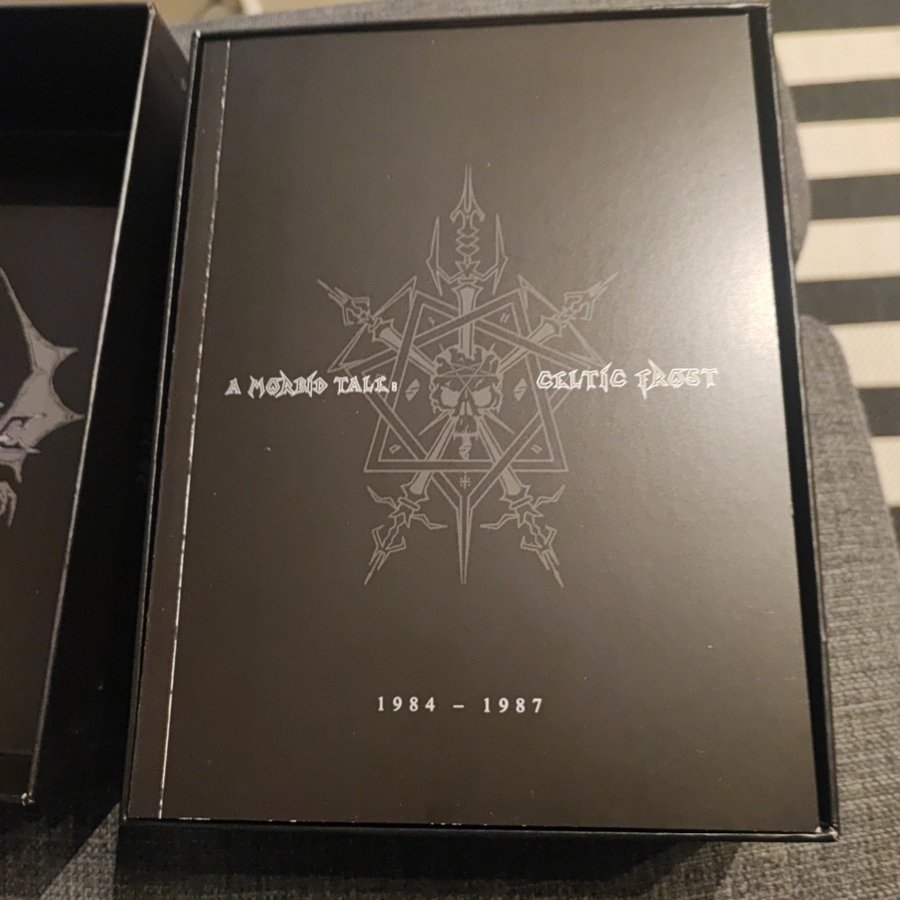 A MORBID TALE: CELTIC FROST
1984 – 1987